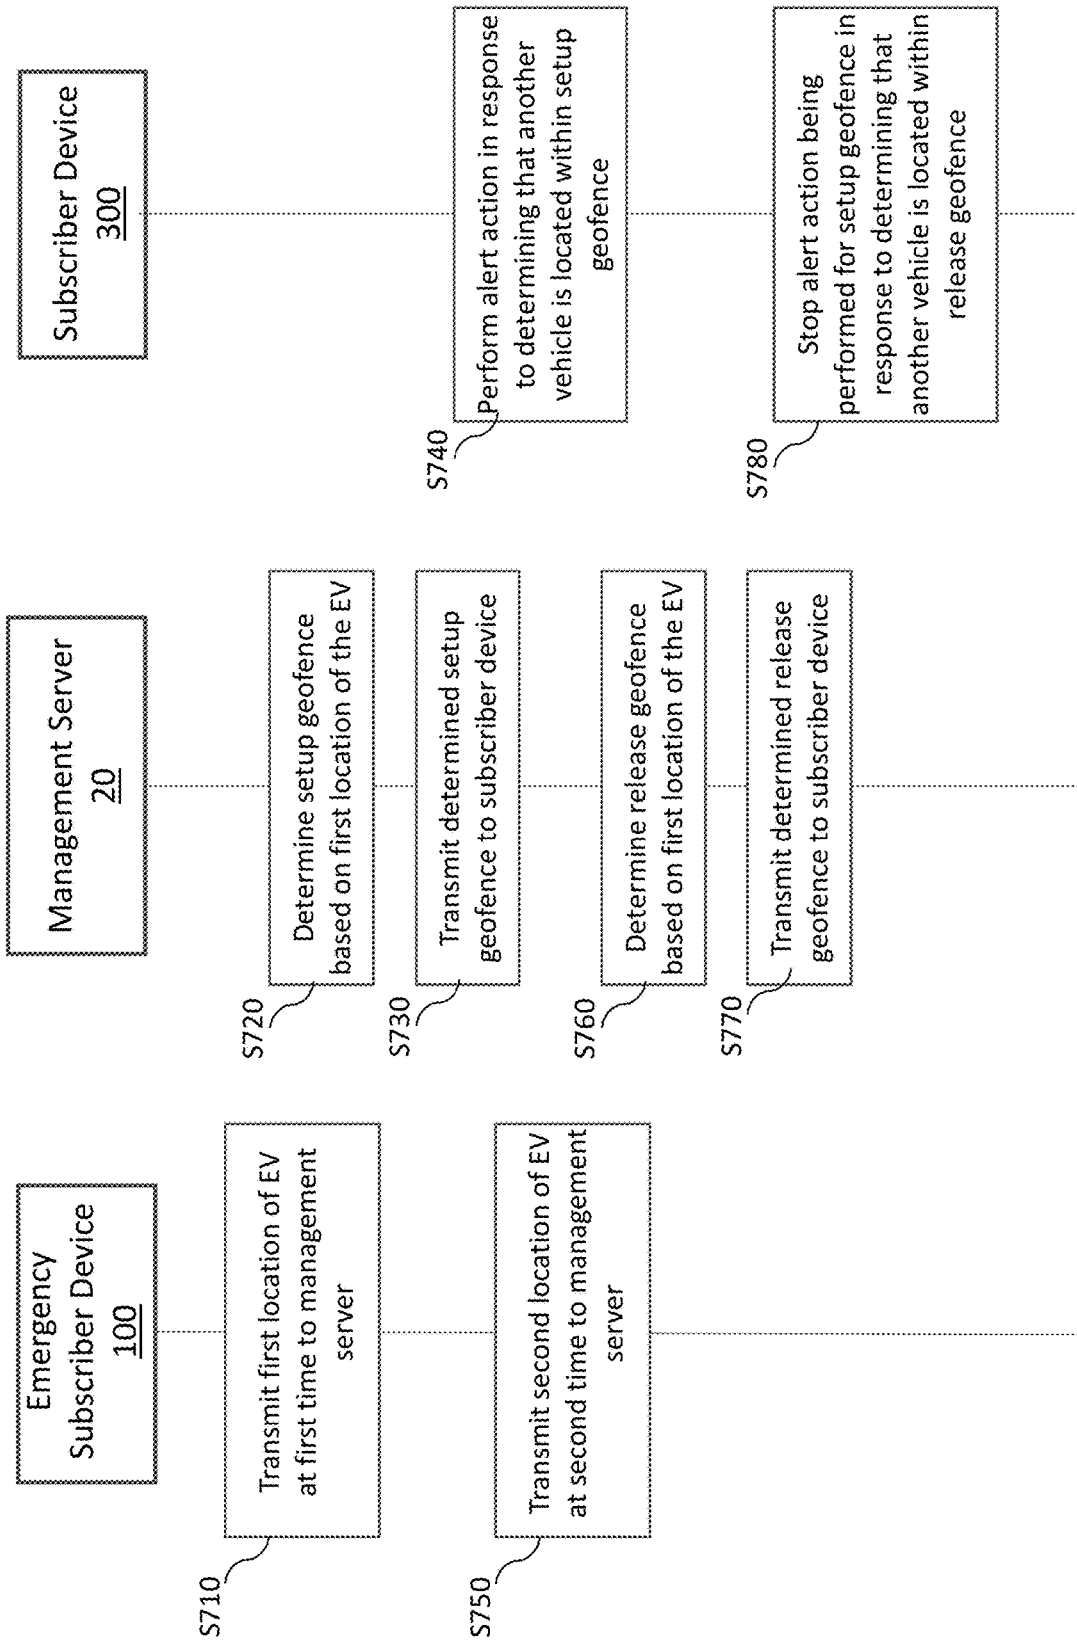 Emergency
Subscriber Device
100
Management Server
20
Subscriber Device
300
S710
Transmit first location of EV
at first time to management
server
S720
Determine setup geofence
based on first location of the EV
S730
Transmit determined setup
geofence to subscriber device
S740
Perform alert action in response
to determining that another
vehicle is located within setup
geofence
S750
Transmit second location of EV
at second time to management
server
S760
Determine release geofence
based on first location of the EV
S770
Transmit determined release
geofence to subscriber device
S780
Stop alert action being
performed for setup geofence in
response to determining that
another vehicle is located within
release geofence